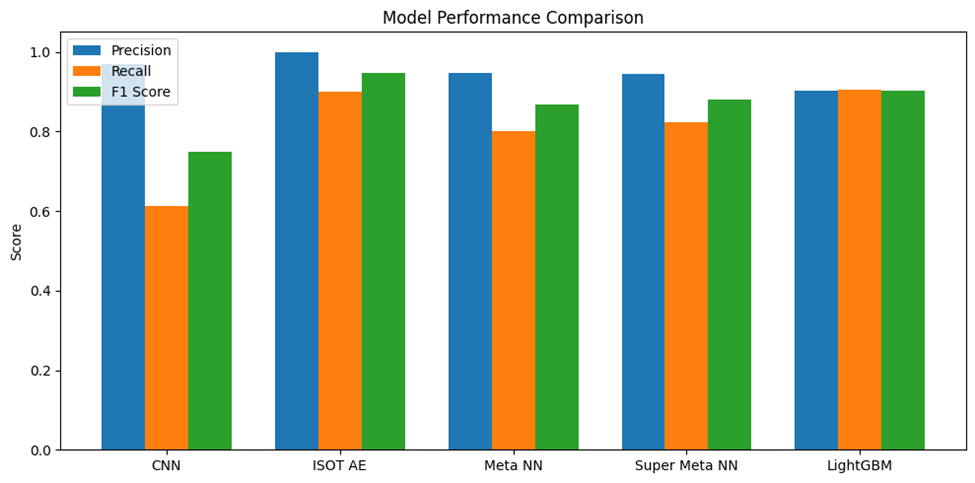 Model Performance Comparison
Precision
Recall
F1 Score
1.0
0.8
0.6
0.4
0.2
0.0
Score
CNN
ISOT AE
Meta NN
Super Meta NN
LightGBM